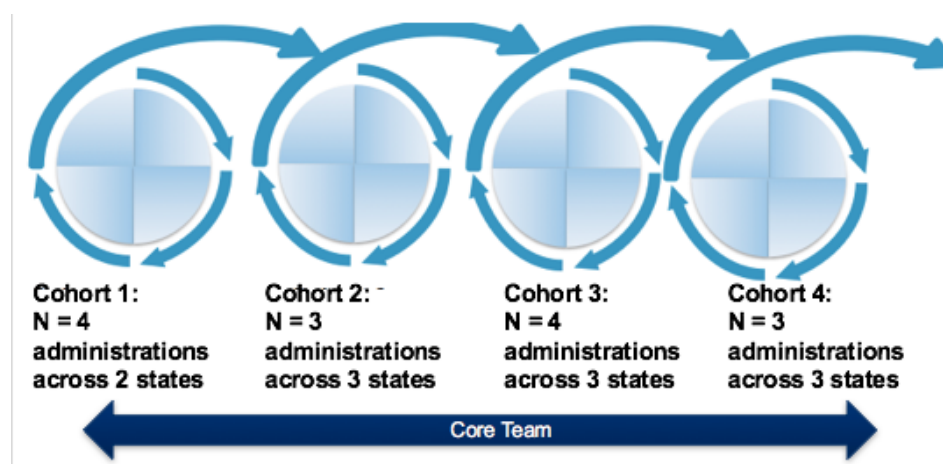 Cohort 1:
N = 4
administrations
across 2 states
Cohort 2: -
N = 3
administrations
across 3 states
Cohort 3:
N = 4
administrations
across 3 states
Cohort 4:
N = 3
administrations
across 3 states
Core Team